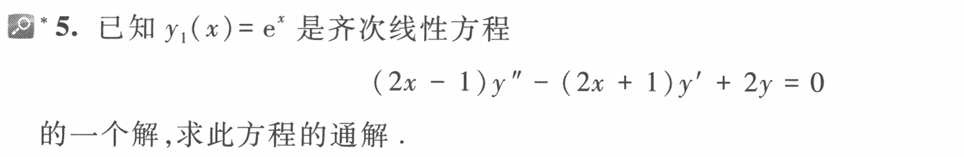 *5. 已知 y₁(x) = eˣ 是齐次线性方程
(2x − 1)y″ − (2x + 1)y′ + 2y = 0
的一个解,求此方程的通解.